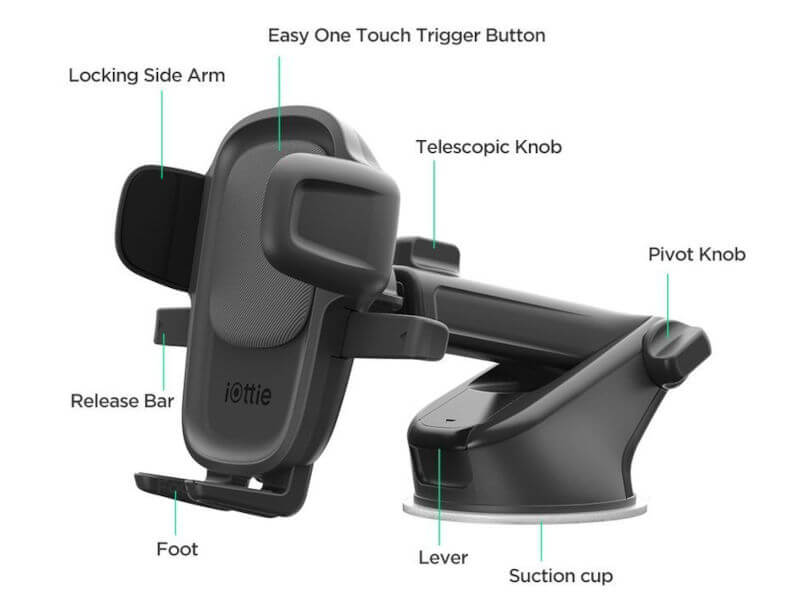 Easy One Touch Trigger Button
Locking Side Arm
Telescopic Knob
Pivot Knob
Release Bar
iOttie
Foot
Lever
Suction cup